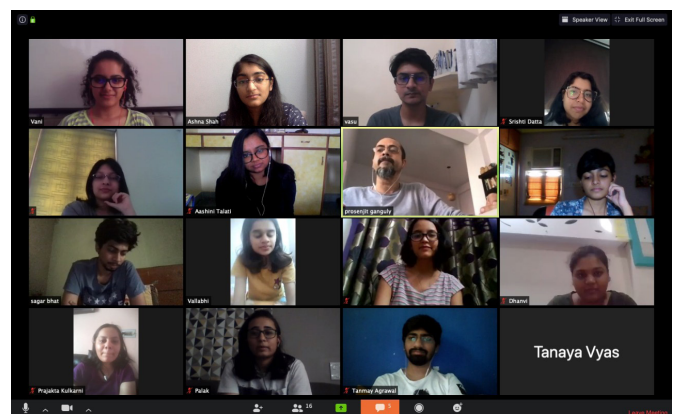 Speaker View Exit Full Screen
Vani
Ashna Shah
vasu
Srishti Datta
Aashini Talati
prosenjit ganguly
sagar bhat
Vallabhi
Dhanvi
Prajakta Kulkarni
Palak
Tanmay Agrawal
Tanaya Vyas
16
3
Leave Meeting